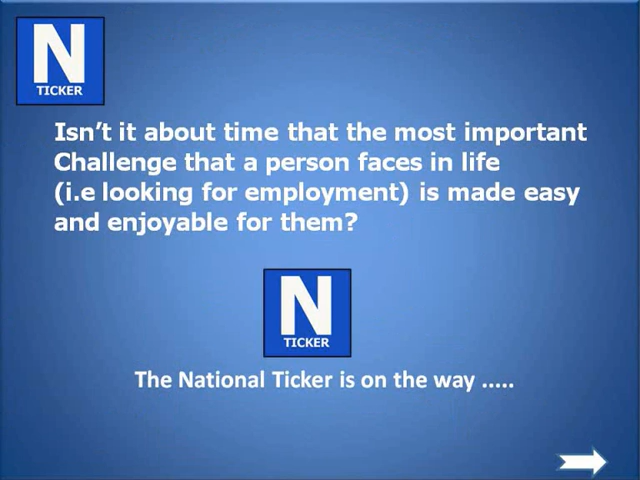 N
TICKER
Isn't it about time that the most important
Challenge that a person faces in life
(i.e looking for employment) is made easy
and enjoyable for them?
N
TICKER
The National Ticker is on the way .....